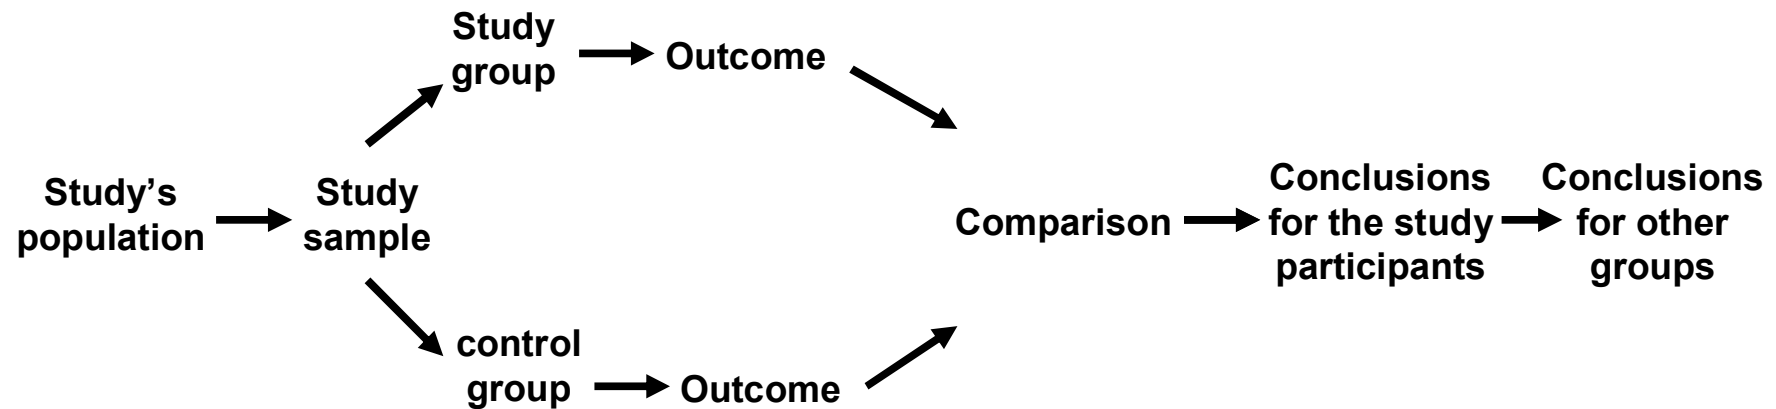 Study's
population
Study
sample
Study
group
Outcome
control
group
Outcome
Comparison
Conclusions
for the study
participants
Conclusions
for other
groups